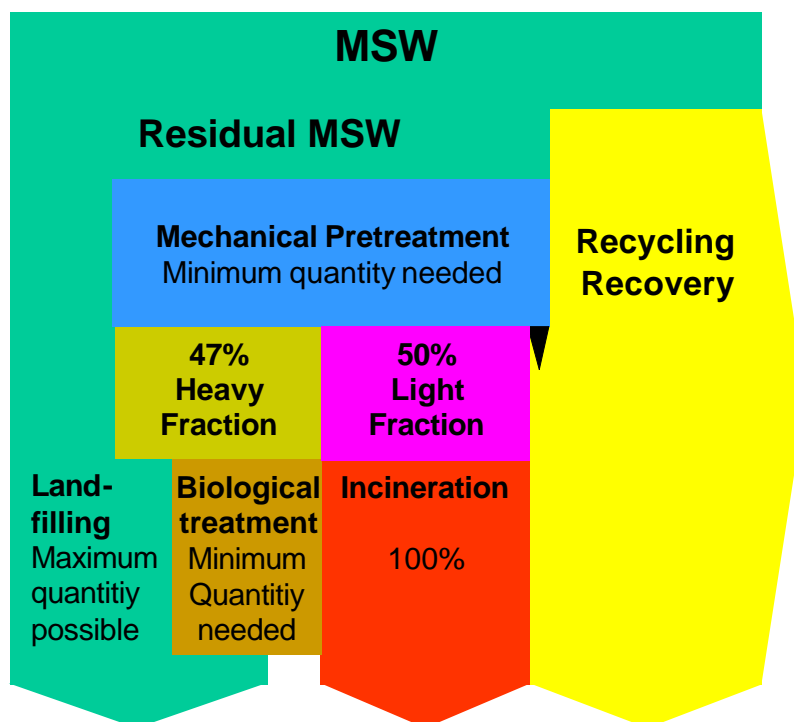 MSW
Residual MSW
Mechanical Pretreatment
Minimum quantity needed
Recycling
Recovery
47%
Heavy
Fraction
50%
Light
Fraction
Land-
filling
Maximum
quantitiy
possible
Biological
treatment
Minimum
Quantitiy
needed
Incineration
100%